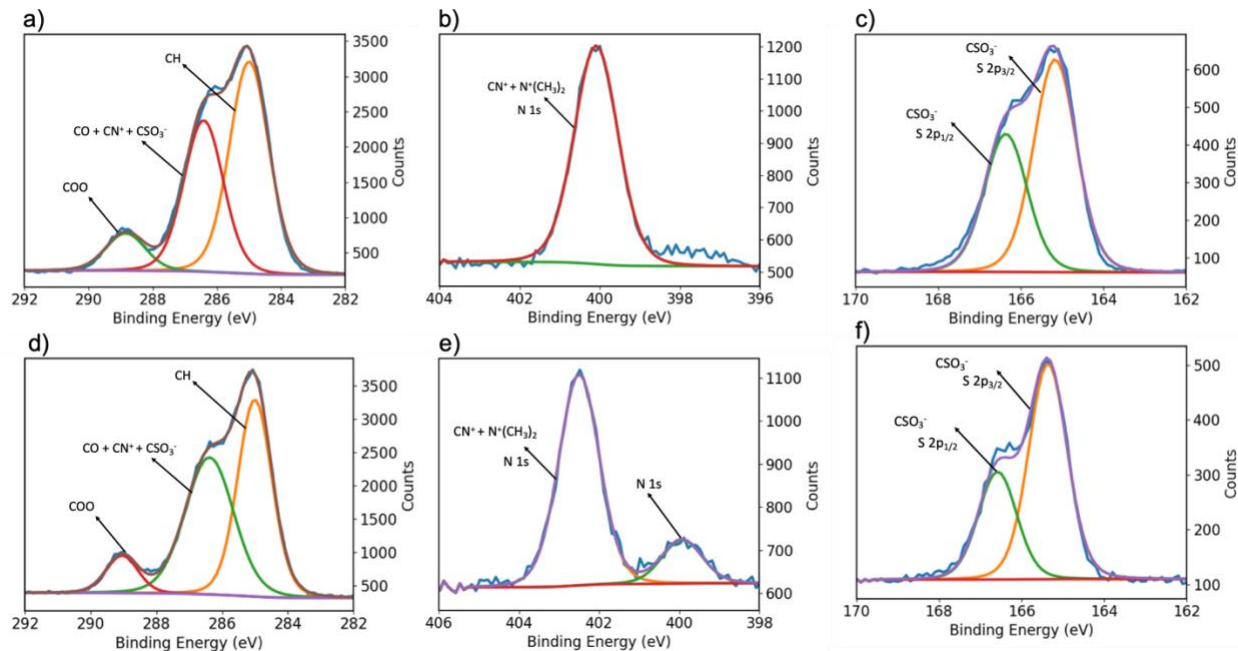 a)
CH
CO + CN⁺ + CSO₃⁻
COO
3500
3000
2500
2000
1500
1000
500
Counts
292 290 288 286 284 282
Binding Energy (eV)
b)
CN⁺ + N⁺(CH₃)₂
N 1s
1200
1100
1000
900
800
700
600
500
Counts
404 402 400 398 396
Binding Energy (eV)
c)
CSO₃⁻
S 2p₃/₂
CSO₃⁻
S 2p₁/₂
600
500
400
300
200
100
Counts
170 168 166 164 162
Binding Energy (eV)
d)
CH
CO + CN⁺ + CSO₃⁻
COO
3500
3000
2500
2000
1500
1000
500
Counts
292 290 288 286 284 282
Binding Energy (eV)
e)
CN⁺ + N⁺(CH₃)₂
N 1s
N 1s
1100
1000
900
800
700
600
Counts
406 404 402 400 398
Binding Energy (eV)
f)
CSO₃⁻
S 2p₃/₂
CSO₃⁻
S 2p₁/₂
500
400
300
200
100
Counts
170 168 166 164 162
Binding Energy (eV)